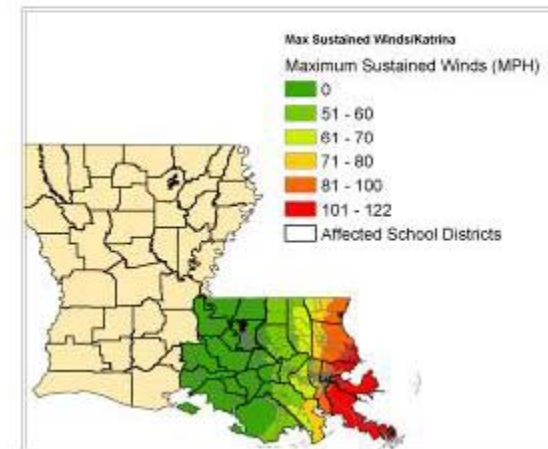 Max Sustained Winds/Katrina
Maximum Sustained Winds (MPH)
0
51 - 60
61 - 70
71 - 80
81 - 100
101 - 122
Affected School Districts